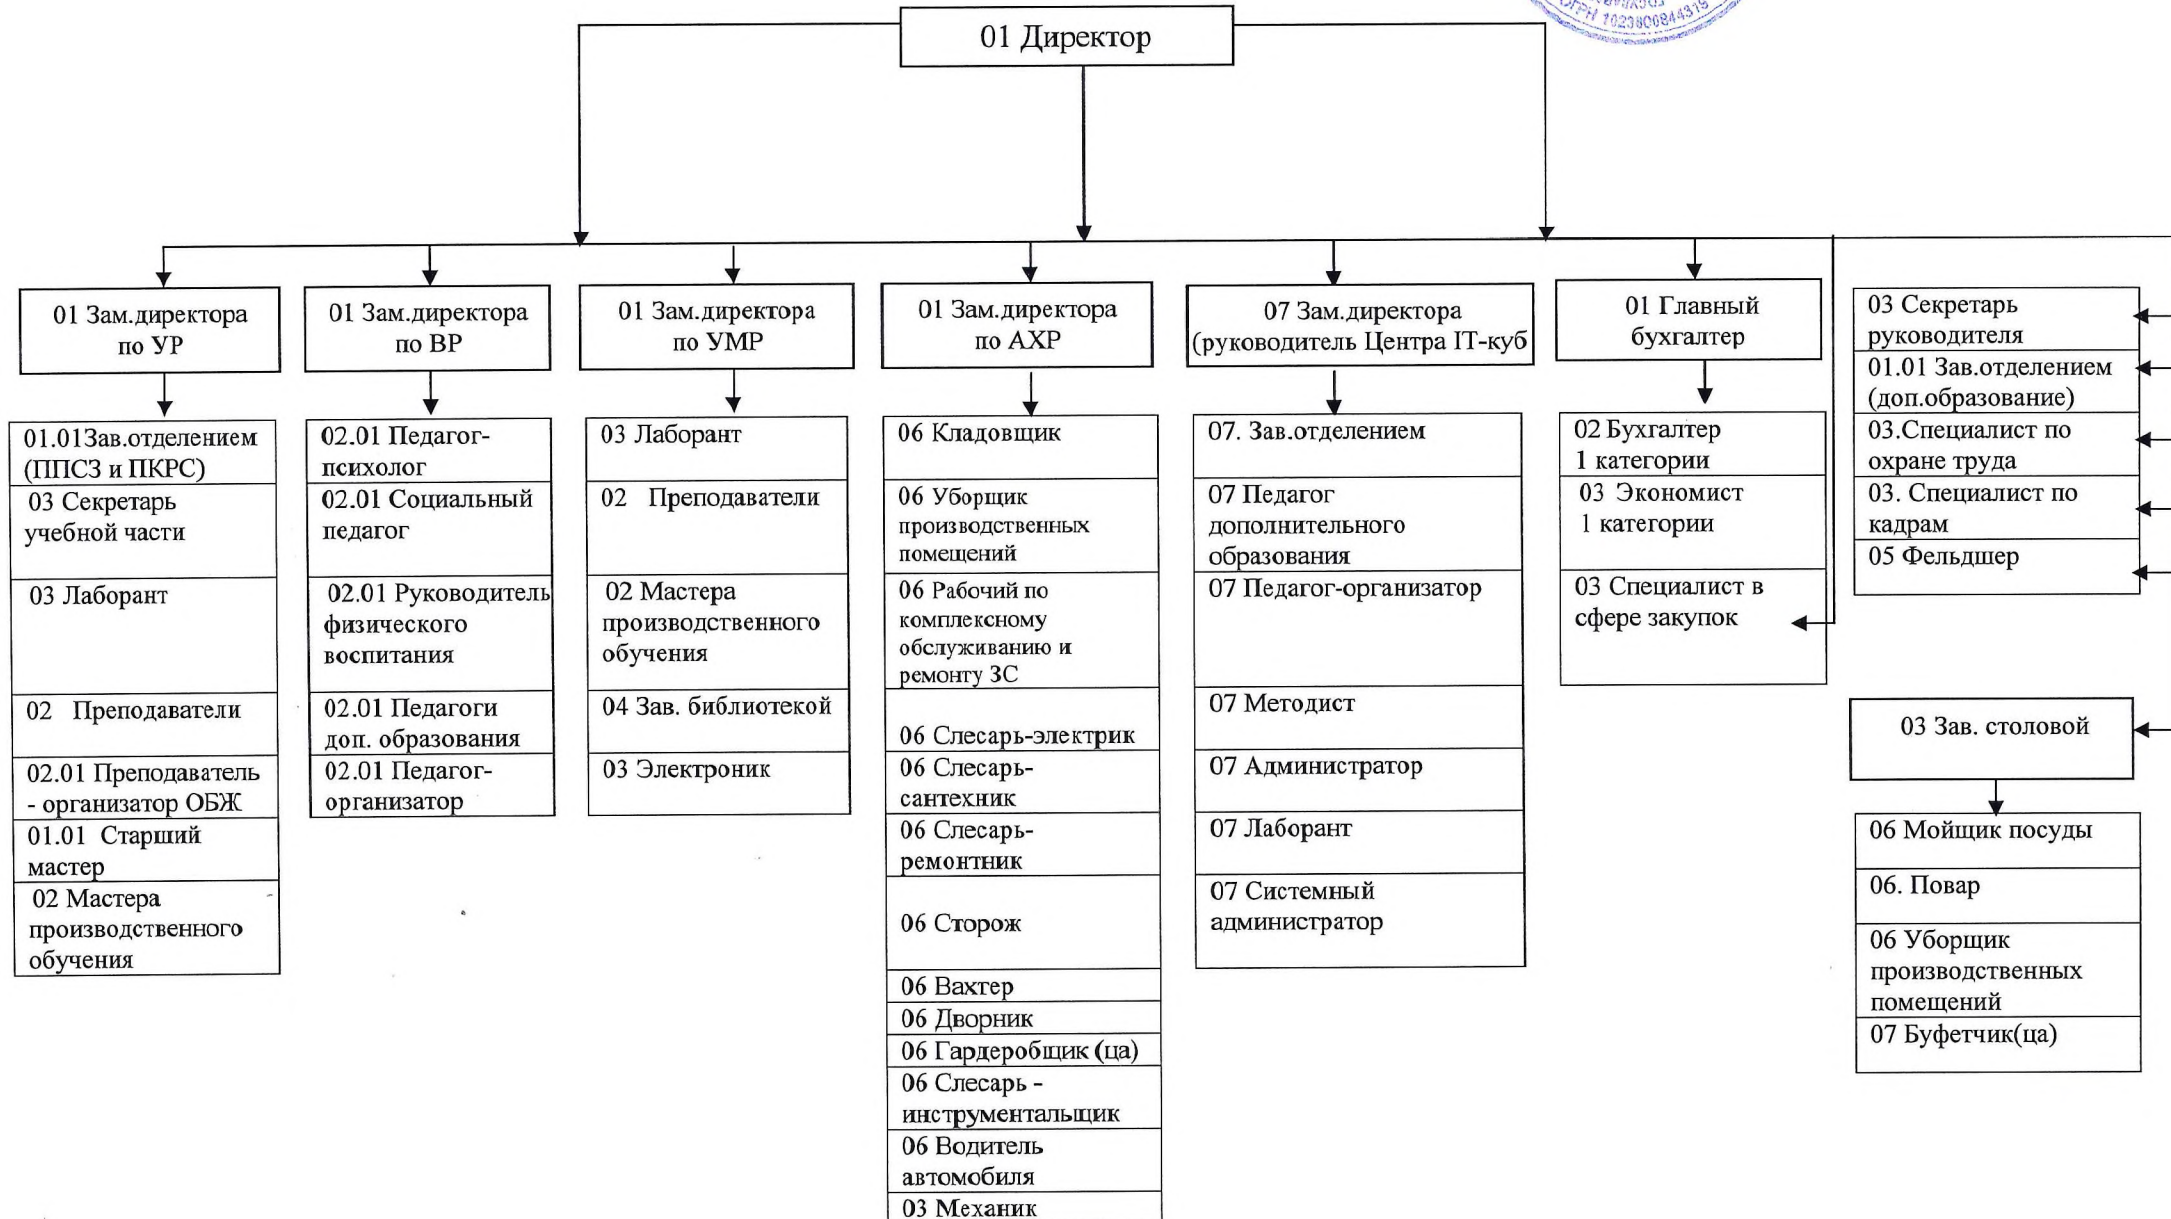 ОГРН 1023800844319
01 Директор
01 Зам.директора
по УР
01.01Зав.отделением
(ППСЗ и ПКРС)
03 Секретарь
учебной части
03 Лаборант
02 Преподаватели
02.01 Преподаватель
- организатор ОБЖ
01.01 Старший
мастер
02 Мастера
производственного
обучения
01 Зам.директора
по ВР
02.01 Педагог-
психолог
02.01 Социальный
педагог
02.01 Руководитель
физического
воспитания
02.01 Педагоги
доп. образования
02.01 Педагог-
организатор
01 Зам.директора
по УМР
03 Лаборант
02 Преподаватели
02 Мастера
производственного
обучения
04 Зав. библиотекой
03 Электроник
01 Зам.директора
по АХР
06 Кладовщик
06 Уборщик
производственных
помещений
06 Рабочий по
комплексному
обслуживанию и
ремонту ЗС
06 Слесарь-электрик
06 Слесарь-
сантехник
06 Слесарь-
ремонтник
06 Сторож
06 Вахтер
06 Дворник
06 Гардеробщик (ца)
06 Слесарь -
инструментальщик
06 Водитель
автомобиля
03 Механик
07 Зам.директора
(руководитель Центра IT-куб
07. Зав.отделением
07 Педагог
дополнительного
образования
07 Педагог-организатор
07 Методист
07 Администратор
07 Лаборант
07 Системный
администратор
01 Главный
бухгалтер
02 Бухгалтер
1 категории
03 Экономист
1 категории
03 Специалист в
сфере закупок
03 Секретарь
руководителя
01.01 Зав.отделением
(доп.образование)
03.Специалист по
охране труда
03. Специалист по
кадрам
05 Фельдшер
03 Зав. столовой
06 Мойщик посуды
06. Повар
06 Уборщик
производственных
помещений
07 Буфетчик(ца)